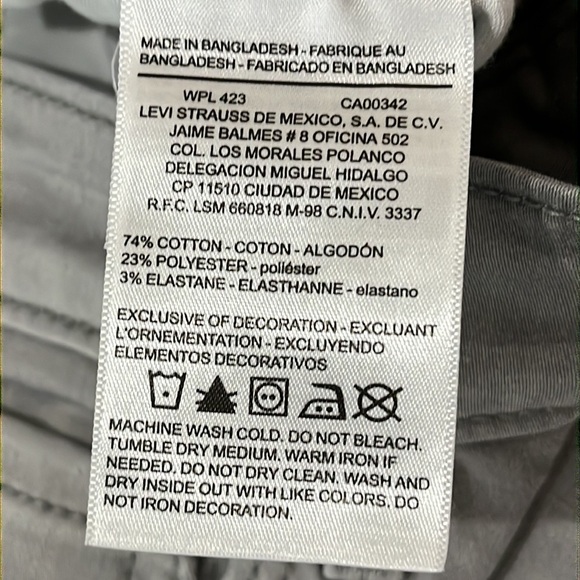 MADE IN BANGLADESH - FABRIQUE AU
BANGLADESH - FABRICADO EN BANGLADESH
WPL 423 CA00342
LEVI STRAUSS DE MEXICO, S.A. DE C.V.
JAIME BALMES # 8 OFICINA 502
COL. LOS MORALES POLANCO
DELEGACION MIGUEL HIDALGO
CP 11510 CIUDAD DE MEXICO
R.F.C. LSM 660818 M-98 C.N.I.V. 3337
74% COTTON - COTON - ALGODÓN
23% POLYESTER - poliéster
3% ELASTANE - ELASTHANNE - elastano
EXCLUSIVE OF DECORATION - EXCLUANT
L'ORNEMENTATION - EXCLUYENDO
ELEMENTOS DECORATIVOS
MACHINE WASH COLD. DO NOT BLEACH.
TUMBLE DRY MEDIUM. WARM IRON IF
NEEDED. DO NOT DRY CLEAN. WASH AND
DRY INSIDE OUT WITH LIKE COLORS. DO
NOT IRON DECORATION.